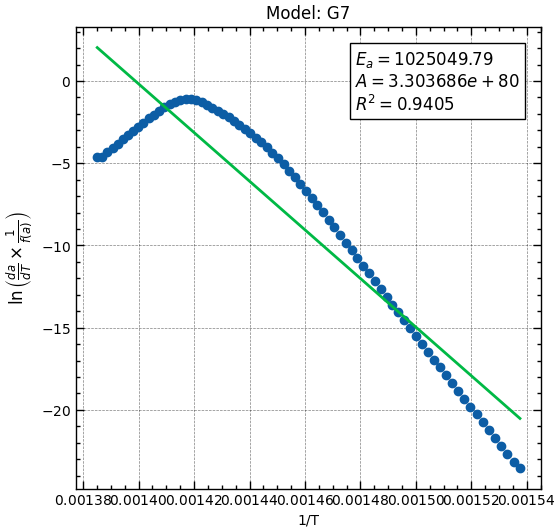 Model: G7
E_a = 1025049.79
A = 3.303686e + 80
R^2 = 0.9405
ln(da/dT × 1/f(a))
0
−5
−10
−15
−20
0.00138 0.00140 0.00142 0.00144 0.00146 0.00148 0.00150 0.00152 0.00154
1/T